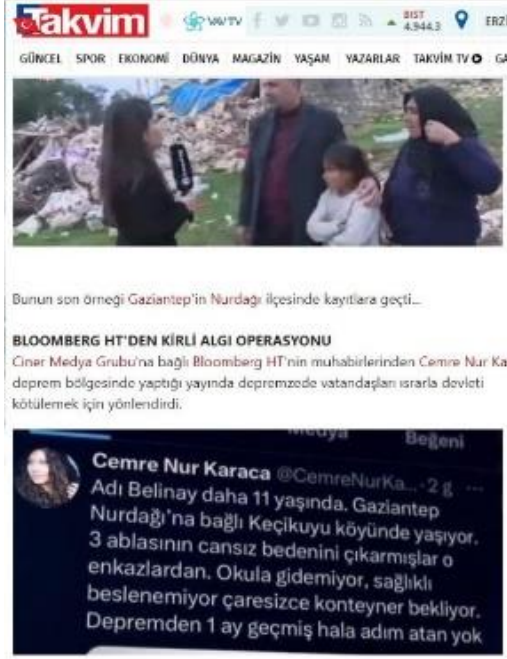 Takvim
VAVTV
BIST
4.944.3
ERZİ
GÜNCEL SPOR EKONOMİ DÜNYA MAGAZİN YAŞAM YAZARLAR TAKVİM TV GA
Bunun son örneği Gaziantep'in Nurdağı ilçesinde kayıtlara geçti...
BLOOMBERG HT'DEN KİRLİ ALGI OPERASYONU
Ciner Medya Grubu'na bağlı Bloomberg HT'nin muhabirlerinden Cemre Nur Ka
deprem bölgesinde yaptığı yayında depremzede vatandaşları ısrarla devleti
kötülemek için yönlendirdi.
Medya Beğeni
Cemre Nur Karaca @CemreNurKa... · 2 g ...
Adı Belinay daha 11 yaşında. Gaziantep
Nurdağı'na bağlı Keçikuyu köyünde yaşıyor.
3 ablasının cansız bedenini çıkarmışlar o
enkazlardan. Okula gidemiyor, sağlıklı
beslenemiyor çaresizce konteyner bekliyor.
Depremden 1 ay geçmiş hala adım atan yok